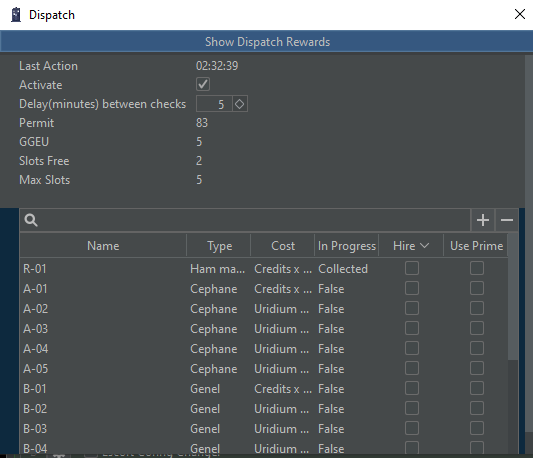 Dispatch
Show Dispatch Rewards
Last Action 02:32:39
Activate
Delay(minutes) between checks 5
Permit 83
GGEU 5
Slots Free 2
Max Slots 5
Name Type Cost In Progress Hire Use Prime
R-01 Ham ma... Credits x ... Collected
A-01 Cephane Credits x ... False
A-02 Cephane Uridium ... False
A-03 Cephane Uridium ... False
A-04 Cephane Uridium ... False
A-05 Cephane Uridium ... False
B-01 Genel Credits x ... False
B-02 Genel Uridium ... False
B-03 Genel Uridium ... False
B-04 Genel Uridium ... False